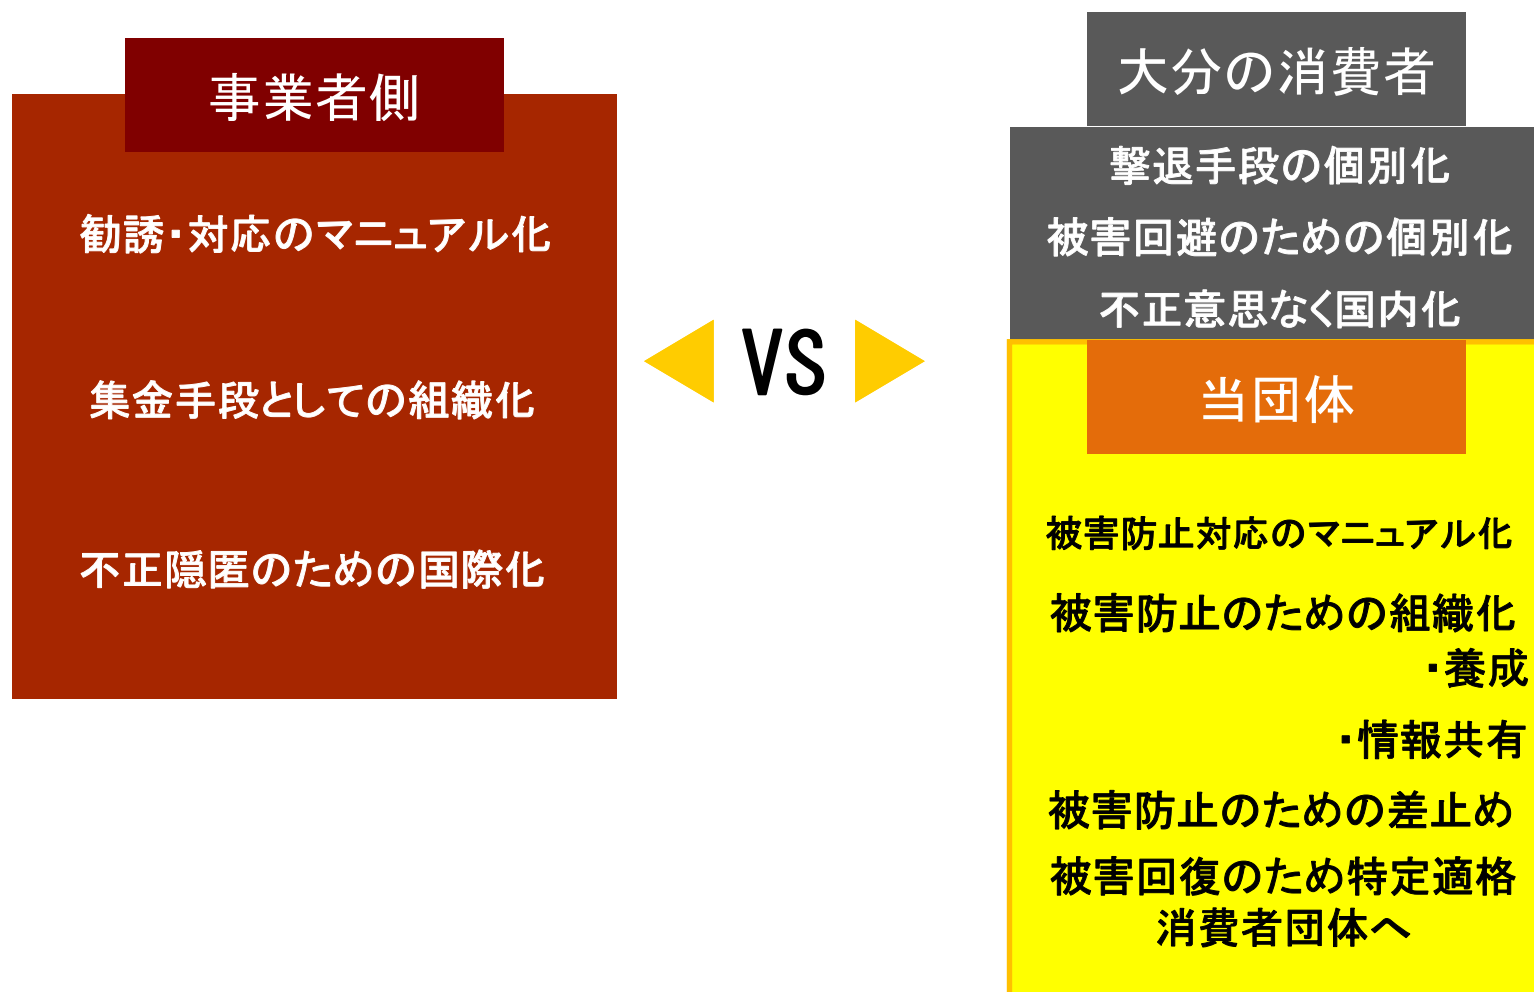 事業者側
勧誘・対応のマニュアル化
集金手段としての組織化
不正隠匿のための国際化
VS
大分の消費者
撃退手段の個別化
被害回避のための個別化
不正意思なく国内化
当団体
被害防止対応のマニュアル化
被害防止のための組織化
・養成
・情報共有
被害防止のための差止め
被害回復のため特定適格
消費者団体へ